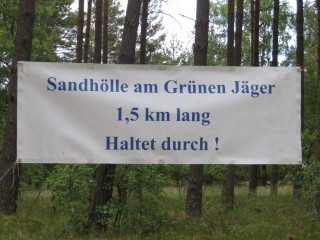 Sandhölle am Grünen Jäger
1,5 km lang
Haltet durch !